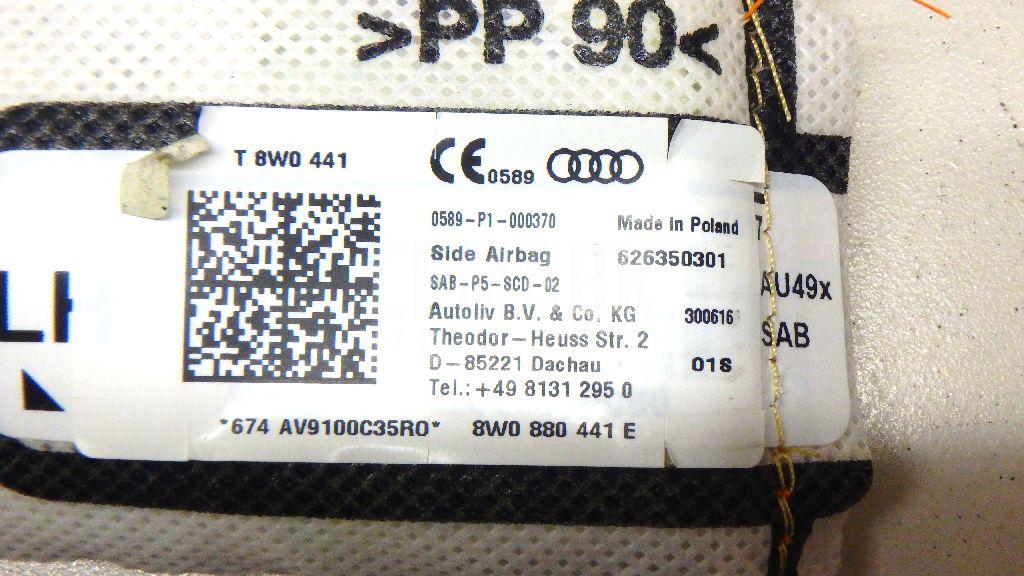 >PP 90<
T 8W0 441
CE 0589
0589-P1-000370 Made in Poland
Side Airbag 626350301
SAB-P5-SCD-02
Autoliv B.V. & Co. KG 300616
Theodor-Heuss Str. 2
D-85221 Dachau 01S
Tel.: +49 8131 295 0
*674 AV9100C35RO* 8W0 880 441 E
7
AU49x
SAB